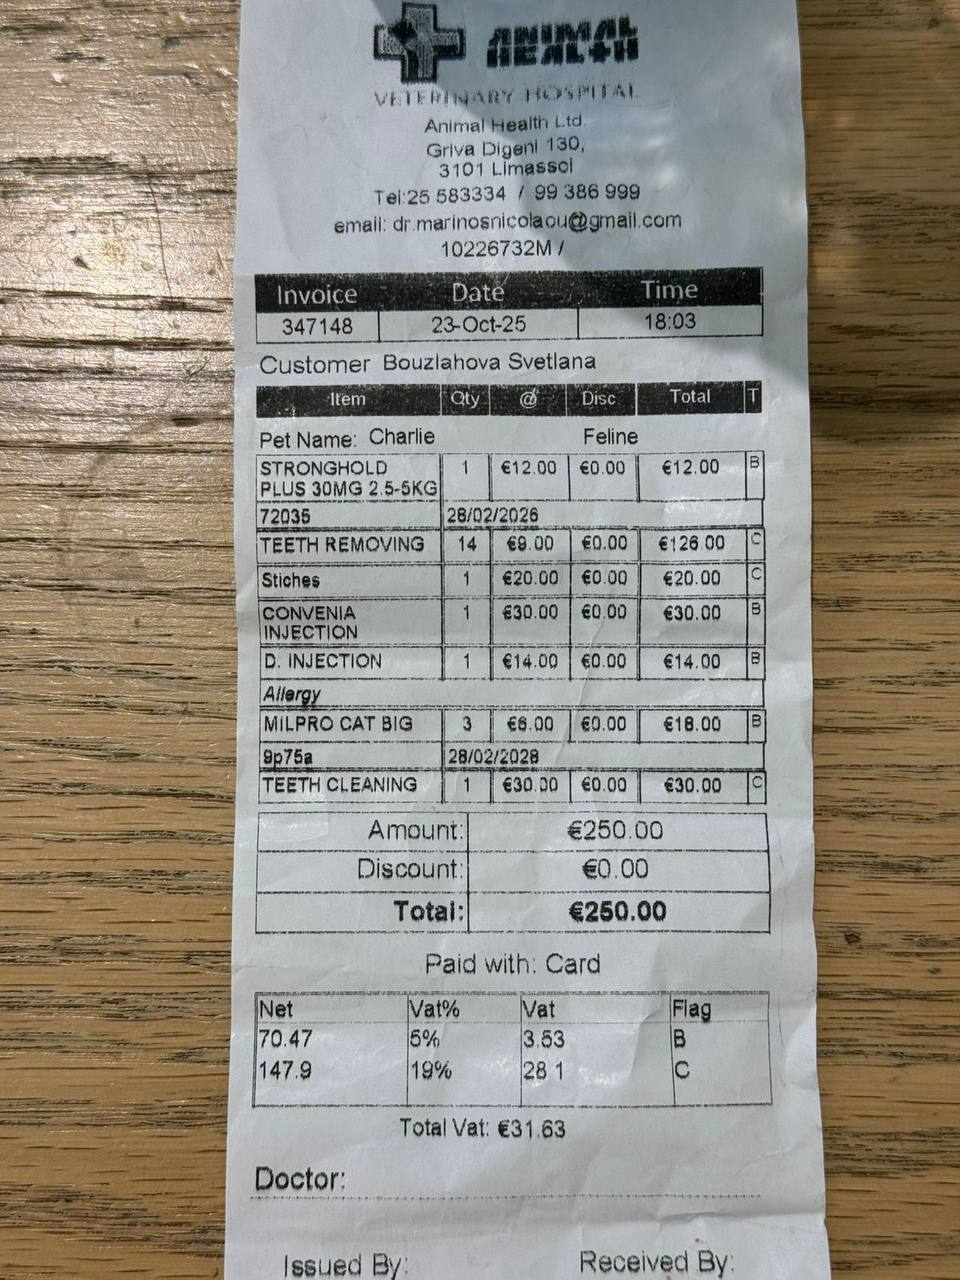 ANIMAL
HEALTH
VETERINARY HOSPITAL
Animal Health Ltd.
Griva Digeni 130,
3101 Limassol
Tel:25 583334 / 99 386 999
email: dr.marinosnicolaou@gmail.com
10226732M /
Invoice Date Time
347148 23-Oct-25 18:03
Customer Bouzlahova Svetlana
Item Qty @ Disc Total T
Pet Name: Charlie Feline
STRONGHOLD 1 €12.00 €0.00 €12.00 B
PLUS 30MG 2.5-5KG
72035 28/02/2026
TEETH REMOVING 14 €9.00 €0.00 €126.00 C
Stiches 1 €20.00 €0.00 €20.00 C
CONVENIA 1 €30.00 €0.00 €30.00 B
INJECTION
D. INJECTION 1 €14.00 €0.00 €14.00 B
Allergy
MILPRO CAT BIG 3 €6.00 €0.00 €18.00 B
9p75a 28/02/2028
TEETH CLEANING 1 €30.00 €0.00 €30.00 C
Amount: €250.00
Discount: €0.00
Total: €250.00
Paid with: Card
Net Vat% Vat Flag
70.47 5% 3.53 B
147.9 19% 28 1 C
Total Vat: €31.63
Doctor:
Issued By: Received By: